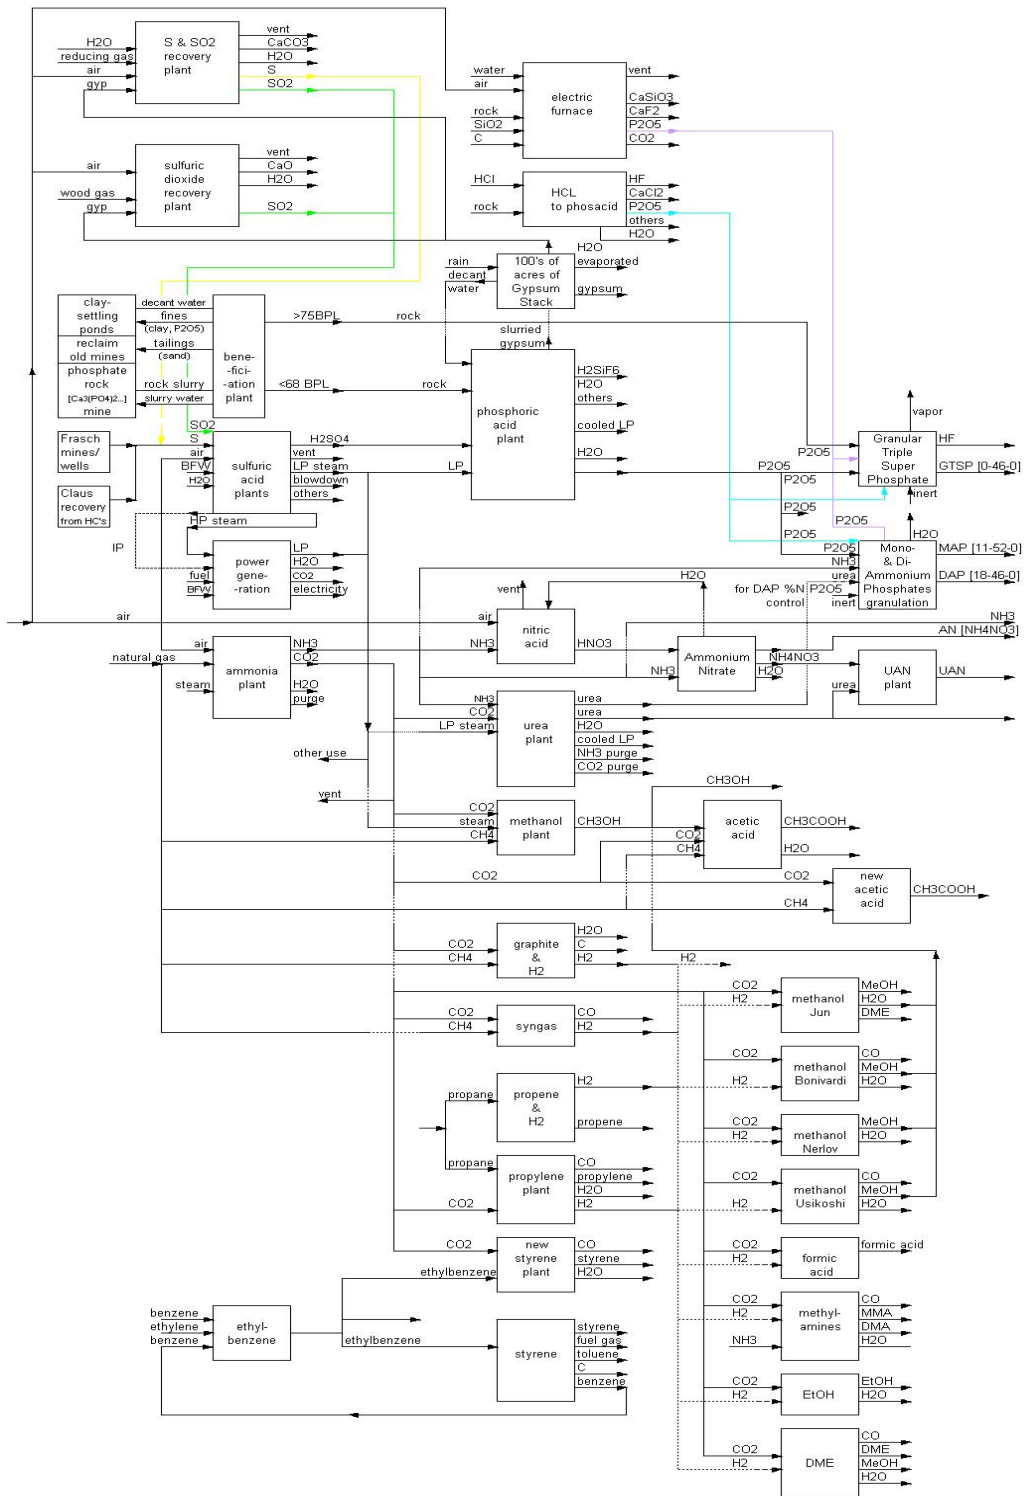 vent
H2O
S & SO2
CaCO3
reducing gas
recovery
H2O
air
plant
S
gyp
SO2
water
vent
air
electric
furnace
CaSiO3
rock
CaF2
SiO2
P2O5
C
CO2
vent
air
sulfuric
CaO
dioxide
H2O
wood gas
recovery
gyp
plant
SO2
HCl
HCL
HF
to phosacid
CaCl2
rock
P2O5
others
H2O
H2O
rain
100's of
evaporated
decant
acres of
water
Gypsum
gypsum
Stack
slurried
gypsum
clay-
settling
ponds
decant water
fines
(clay, P2O5)
reclaim
old mines
tailings
(sand)
phosphate
rock
[Ca3(PO4)2...]
mine
rock slurry
slurry water
bene-
fici-
-ation
plant
>75BPL
rock
<68 BPL
rock
phosphoric
acid
plant
H2SiF6
H2O
others
cooled LP
H2O
P2O5
P2O5
vapor
Granular
Triple
Super
Phosphate
P2O5
HF
GTSP [0-46-0]
inert
Frasch
mines/
wells
Claus
recovery
from HC's
SO2
S
air
BFW
H2O
sulfuric
acid
plants
H2SO4
vent
LP steam
blowdown
others
LP
HP steam
IP
power
gene-
-ration
fuel
BFW
LP
H2O
CO2
electricity
P2O5
P2O5
P2O5
P2O5
H2O
Mono-
& Di-
Ammonium
Phosphates
granulation
NH3
urea
for DAP %N
control
P2O5
inert
MAP [11-52-0]
DAP [18-46-0]
air
air
vent
H2O
nitric
acid
NH3
HNO3
NH3
AN [NH4NO3]
natural gas
air
steam
ammonia
plant
NH3
CO2
H2O
purge
Ammonium
Nitrate
NH3
NH4NO3
H2O
UAN
plant
urea
UAN
NH3
CO2
LP steam
urea
plant
urea
urea
H2O
cooled LP
NH3 purge
CO2 purge
other use
vent
CH3OH
CO2
steam
CH4
methanol
plant
CH3OH
CO2
CH4
acetic
acid
CH3COOH
H2O
CO2
CO2
CH4
new
acetic
acid
CH3COOH
CO2
CH4
graphite
&
H2
H2O
C
H2
H2
CO2
CH4
syngas
CO
H2
CO2
H2
methanol
Jun
MeOH
H2O
DME
propane
propene
&
H2
H2
propene
CO2
H2
methanol
Bonivardi
CO
MeOH
H2O
CO2
H2
methanol
Nerlov
MeOH
H2O
propane
CO2
propylene
plant
CO
propylene
H2O
H2
CO2
H2
methanol
Usikoshi
CO
MeOH
H2O
CO2
ethylbenzene
new
styrene
plant
CO
styrene
H2O
CO2
H2
formic
acid
formic acid
benzene
ethylene
benzene
ethyl-
benzene
ethylbenzene
styrene
styrene
fuel gas
toluene
C
benzene
CO2
H2
NH3
methyl-
amines
CO
MMA
DMA
H2O
CO2
H2
EtOH
EtOH
H2O
CO2
H2
DME
CO
DME
MeOH
H2O